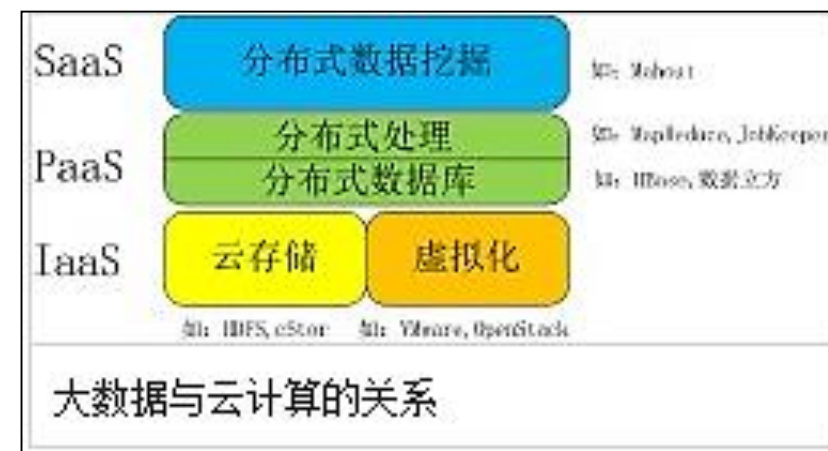 SaaS 分布式数据挖掘 如: Mahout
分布式处理 如: MapReduce, JobKeeper
PaaS
分布式数据库 如: HBase, 数据立方
IaaS 云存储 虚拟化
如: HDFS, cStor 如: VMware, OpenStack
大数据与云计算的关系